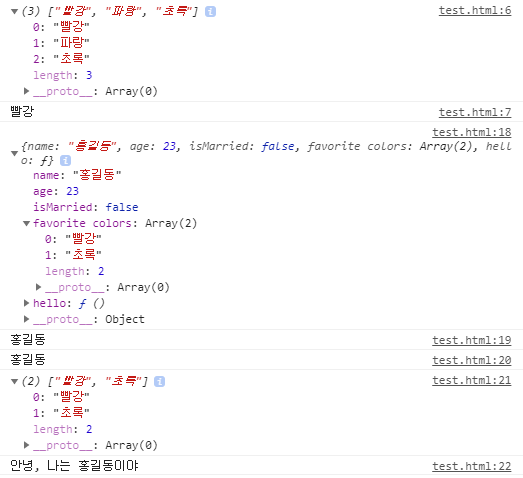 ▼(3) ["빨강", "파랑", "초록"] i test.html:6
0: "빨강"
1: "파랑"
2: "초록"
length: 3
▶__proto__: Array(0)
빨강 test.html:7
test.html:18
▼{name: "홍길동", age: 23, isMarried: false, favorite colors: Array(2), hell
o: ƒ} i
name: "홍길동"
age: 23
isMarried: false
▼favorite colors: Array(2)
0: "빨강"
1: "초록"
length: 2
▶__proto__: Array(0)
▶hello: ƒ ()
▶__proto__: Object
홍길동 test.html:19
홍길동 test.html:20
▼(2) ["빨강", "초록"] i test.html:21
0: "빨강"
1: "초록"
length: 2
▶__proto__: Array(0)
안녕, 나는 홍길동이야 test.html:22